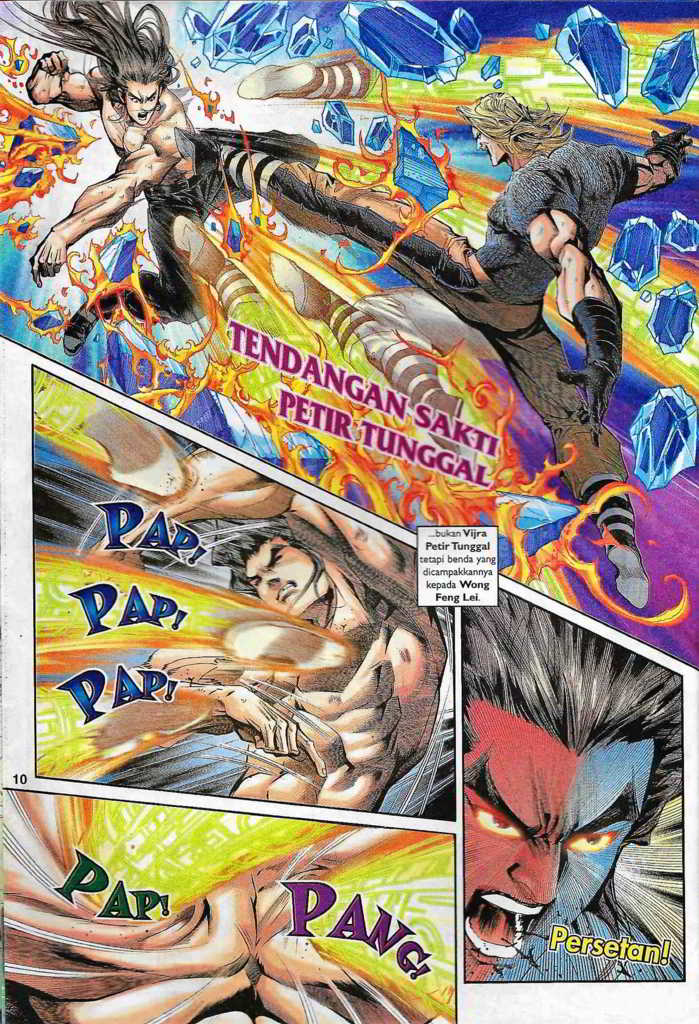 TENDANGAN SAKTI
PETIR TUNGGAL
...bukan Vijra
Petir Tunggal
tetapi benda yang
dicampakkannya
kepada Wong
Feng Lei.
PAP!
PAP!
PAP!
10
PAP!
PANG!
Persetan!